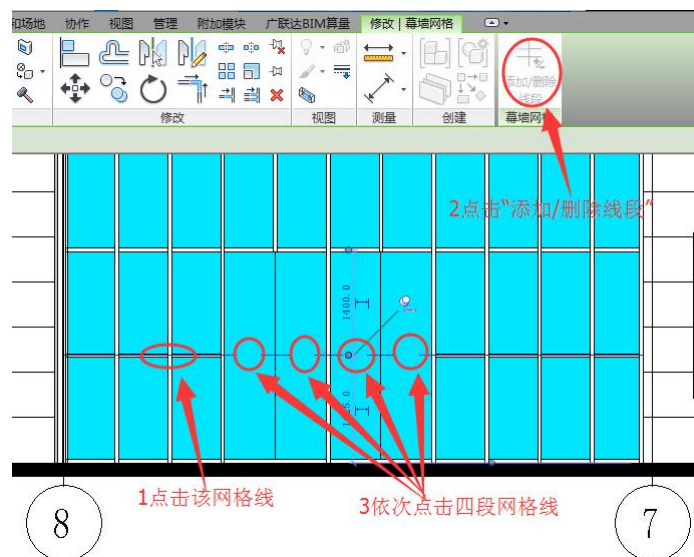 和场地 协作 视图 管理 附加模块 广联达BIM算量 修改 | 幕墙网格
添加/删除
线段
修改 视图 测量 创建 幕墙网格
2点击“添加/删除线段”
1400.0
1点击该网格线
3依次点击四段网格线
8
7